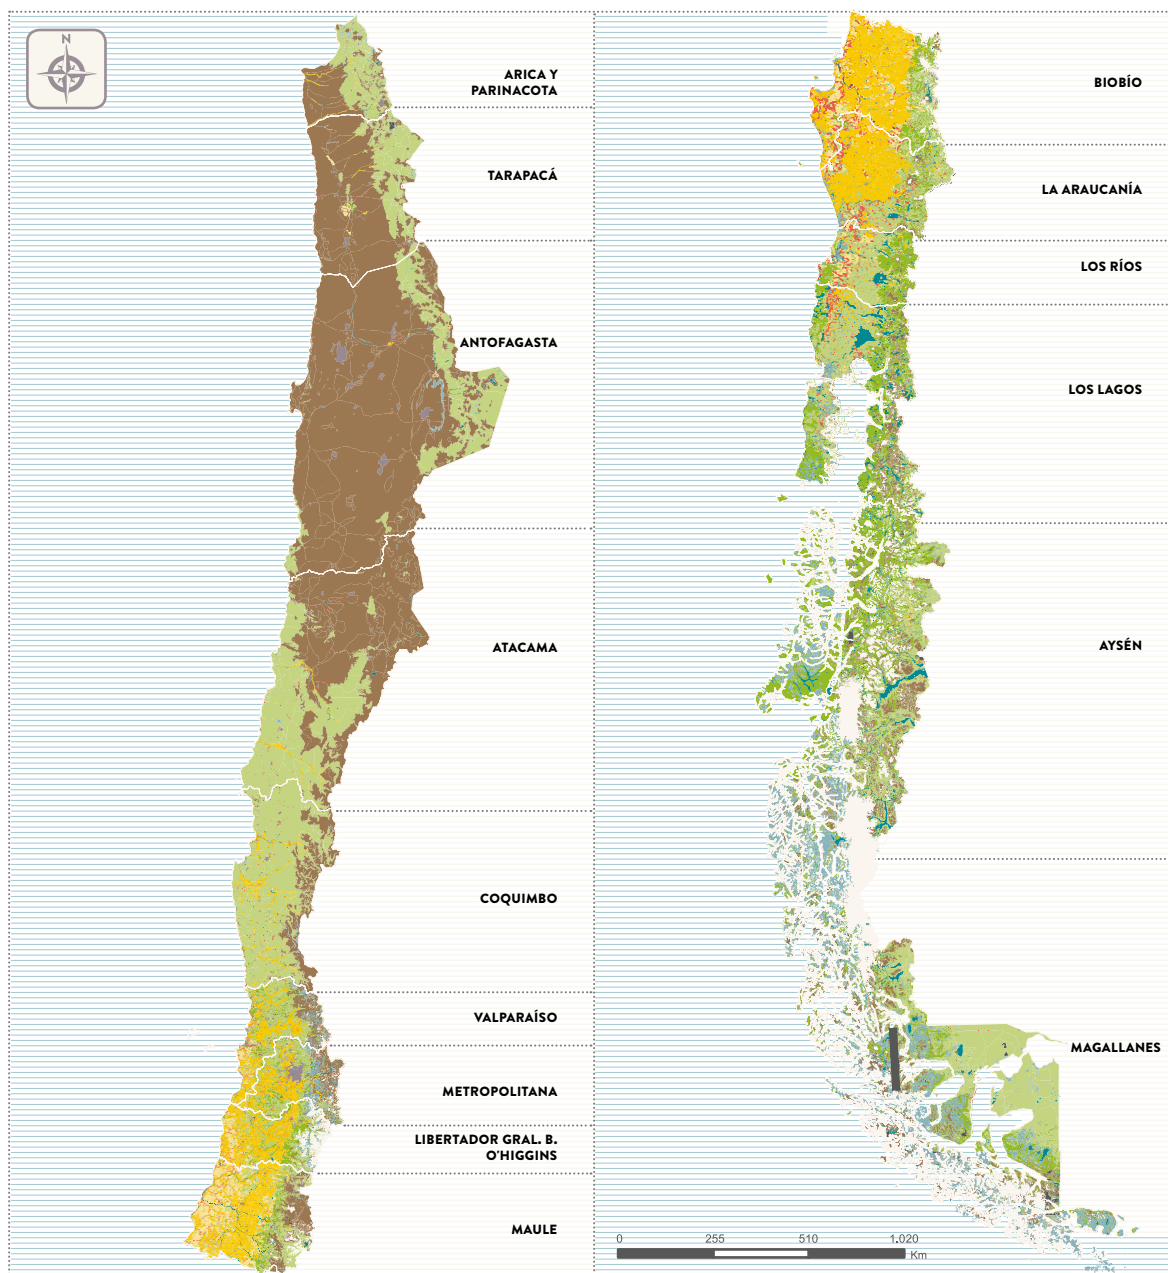 N
ARICA Y
PARINACOTA
TARAPACÁ
ANTOFAGASTA
ATACAMA
COQUIMBO
VALPARAÍSO
METROPOLITANA
LIBERTADOR GRAL. B.
O'HIGGINS
MAULE
BIOBÍO
LA ARAUCANÍA
LOS RÍOS
LOS LAGOS
AYSÉN
MAGALLANES
0 255 510 1.020
Km